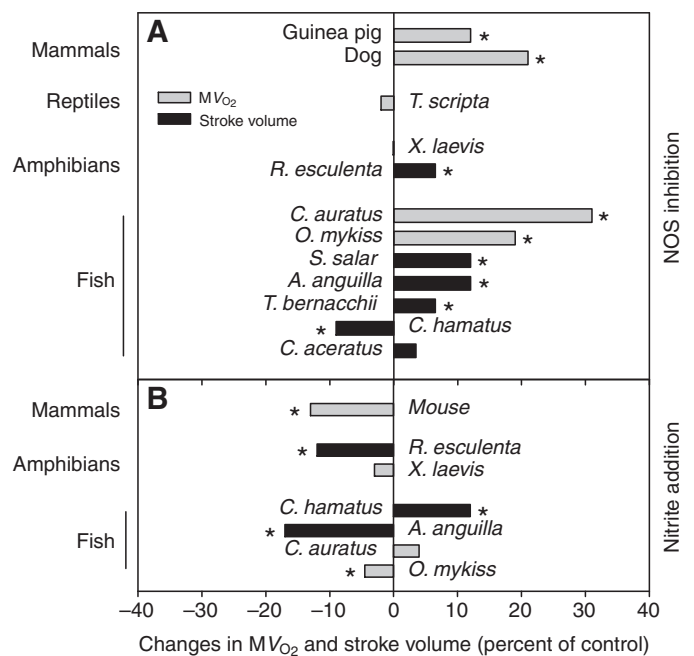 A
Mammals
Guinea pig *
Dog *
MVO₂
Stroke volume
Reptiles
T. scripta
Amphibians
X. laevis
R. esculenta *
Fish
C. auratus *
O. mykiss *
S. salar *
A. anguilla *
T. bernacchii *
* C. hamatus
C. aceratus
NOS inhibition
B
Mammals
* Mouse
Amphibians
* R. esculenta
X. laevis
Fish
C. hamatus *
* A. anguilla
C. auratus
* O. mykiss
Nitrite addition
–40 –30 –20 –10 0 10 20 30 40
Changes in MVO₂ and stroke volume (percent of control)